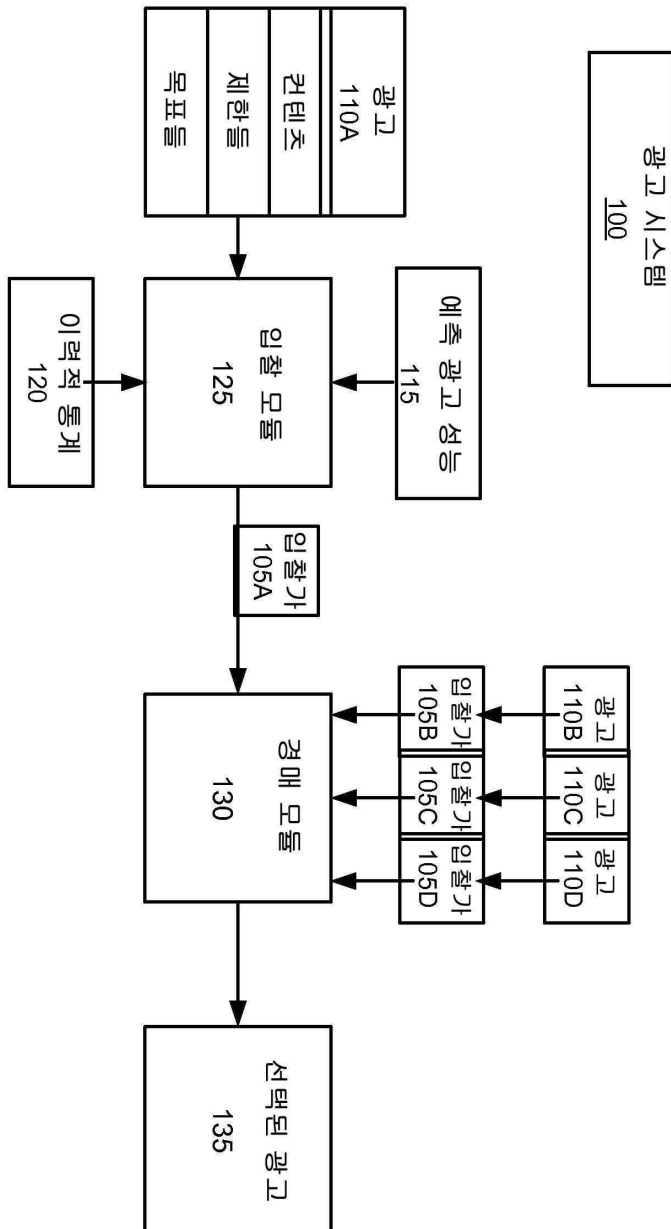 광고 시스템
100
광고
110A
컨텐츠
제한들
목표들
예측 광고 성능
115
입찰 모듈
125
이력적 통계
120
입찰가
105A
광고
110B
광고
110C
광고
110D
입찰가
105B
입찰가
105C
입찰가
105D
경매 모듈
130
선택된 광고
135